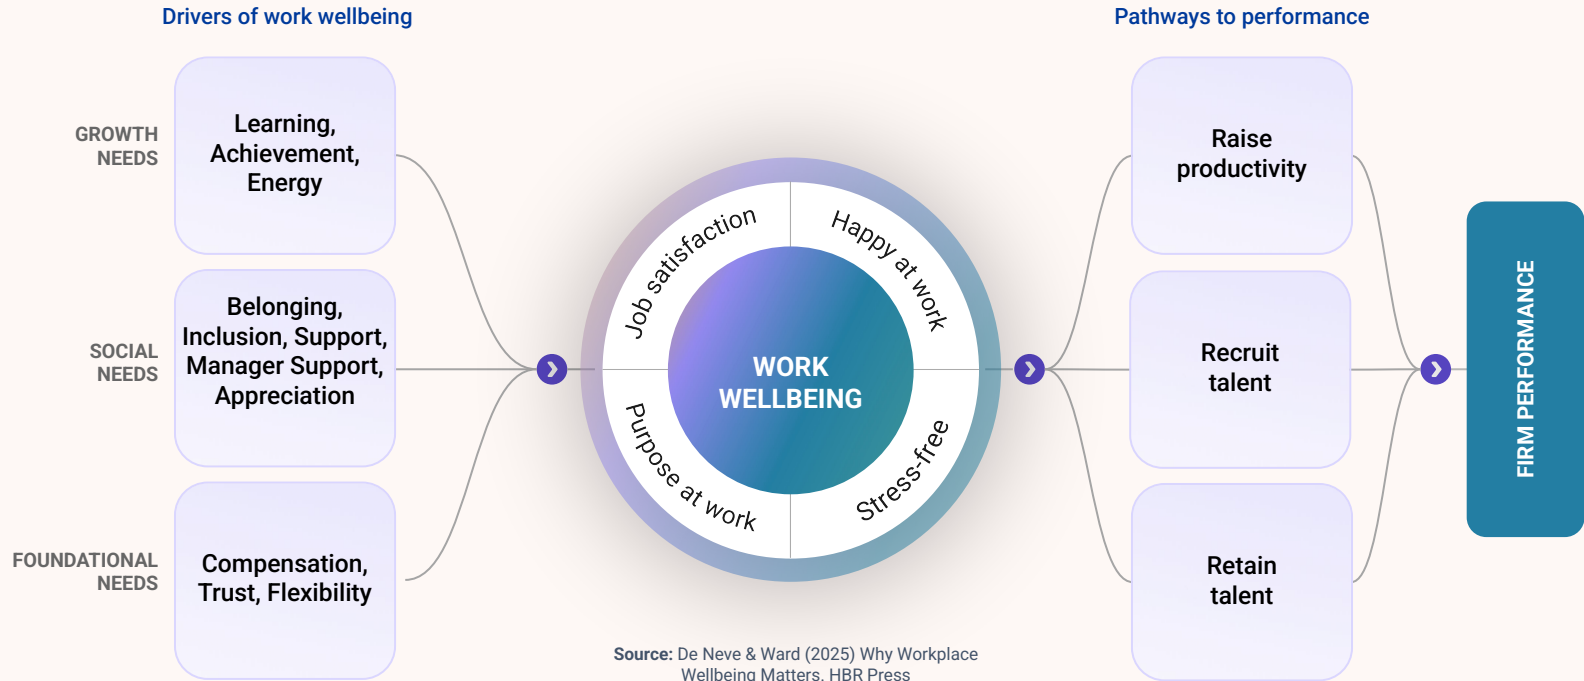 Drivers of work wellbeing
Pathways to performance
GROWTH
NEEDS
Learning,
Achievement,
Energy
SOCIAL
NEEDS
Belonging,
Inclusion, Support,
Manager Support,
Appreciation
FOUNDATIONAL
NEEDS
Compensation,
Trust, Flexibility
Job satisfaction
Happy at work
Purpose at work
Stress-free
WORK
WELLBEING
Raise
productivity
Recruit
talent
Retain
talent
FIRM PERFORMANCE
Source: De Neve & Ward (2025) Why Workplace
Wellbeing Matters, HBR Press